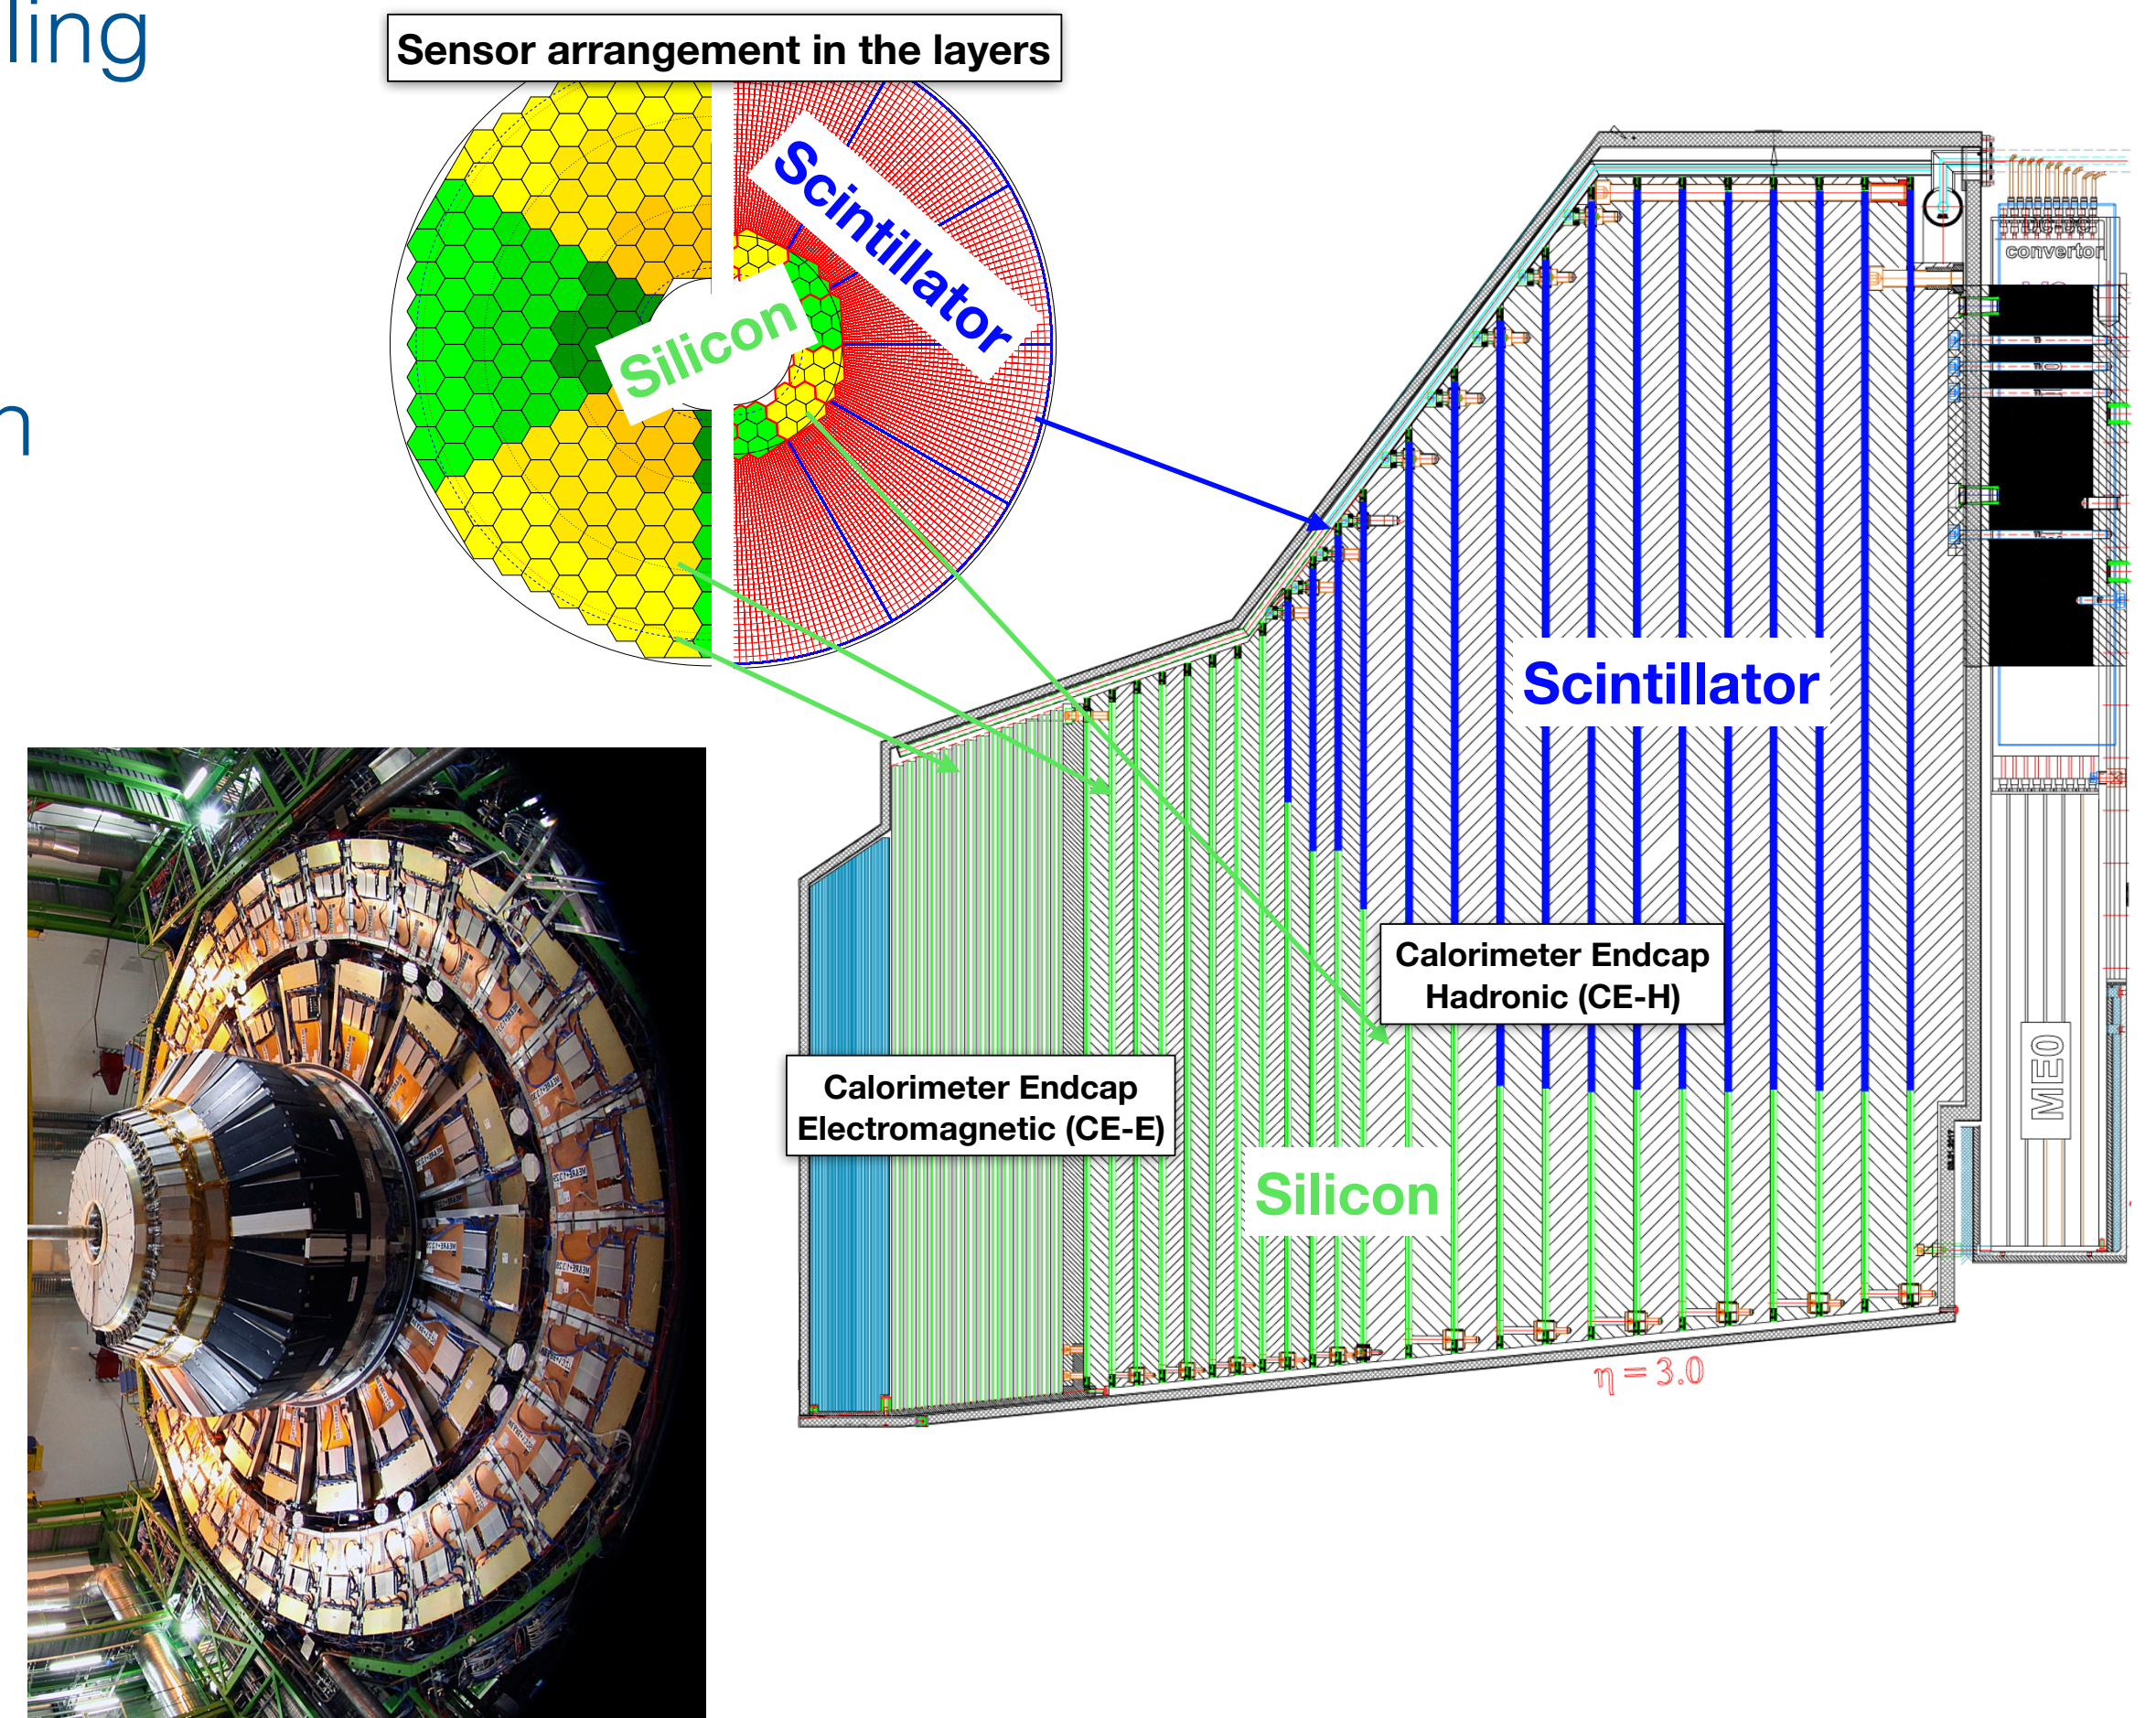 ling
n
Sensor arrangement in the layers
Scintillator
Silicon
convertor
Scintillator
Calorimeter Endcap
Hadronic (CE-H)
Calorimeter Endcap
Electromagnetic (CE-E)
Silicon
ME0
η = 3.0